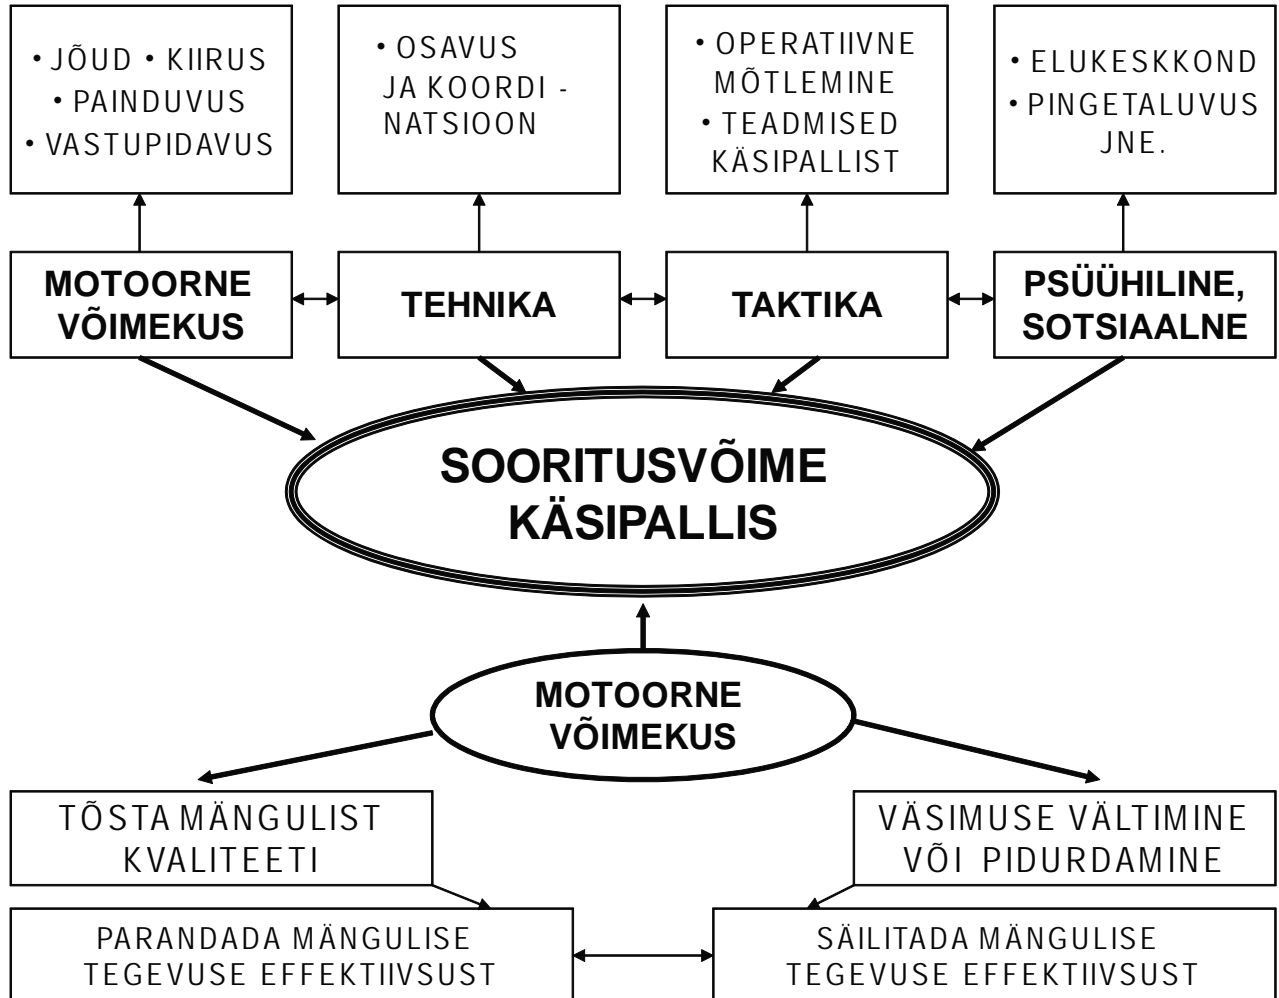 • JÕUD • KIIRUS
• PAINDUVUS
• VASTUPIDAVUS
• OSAVUS
JA KOORDI -
NATSIOON
• OPERATIIVNE
MÕTLEMINE
• TEADMISED
KÄSIPALLIST
• ELUKESKKOND
• PINGETALUVUS
JNE.
MOTOORNE
VÕIMEKUS
TEHNIKA
TAKTIKA
PSÜÜHILINE,
SOTSIAALNE
SOORITUSVÕIME
KÄSIPALLIS
MOTOORNE
VÕIMEKUS
TÕSTA MÄNGULIST
KVALITEETI
VÄSIMUSE VÄLTIMINE
VÕI PIDURDAMINE
PARANDADA MÄNGULISE
TEGEVUSE EFFEKTIIVSUST
SÄILITADA MÄNGULISE
TEGEVUSE EFFEKTIIVSUST